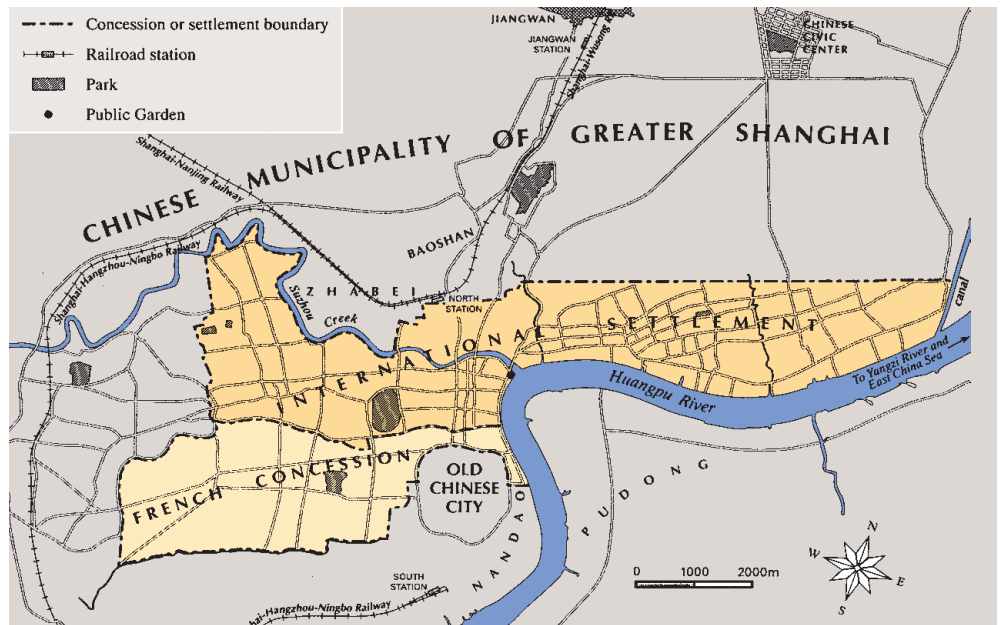 Concession or settlement boundary
Railroad station
Park
Public Garden
JIANGWAN
JIANGWAN
STATION
Shanghai-Wusong R
CHINESE
CIVIC
CENTER
CHINESE MUNICIPALITY OF GREATER SHANGHAI
Shanghai-Nanjing Railway
Shanghai-Hangzhou-Ningbo Railway
BAOSHAN
ZHABEI
NORTH
STATION
Suzhou
Creek
INTERNATIONAL SETTLEMENT
canal
To Yangzi River and
East China Sea
Huangpu River
FRENCH CONCESSION
OLD
CHINESE
CITY
NANDAO
PUDONG
SOUTH
STATION
hai-Hangzhou-Ningbo Railway
0 1000 2000m
N
W
E
S